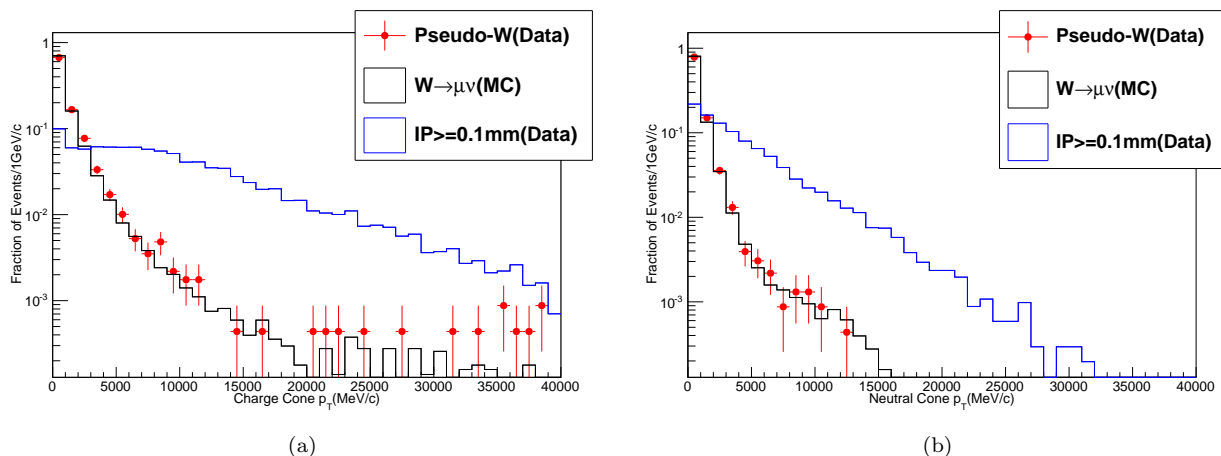 Pseudo-W(Data)
W→μν(MC)
IP>=0.1mm(Data)
Fraction of Events/1GeV/c
1
10⁻¹
10⁻²
10⁻³
0 5000 10000 15000 20000 25000 30000 35000 40000
Charge Cone p_T(MeV/c)
(a)
Pseudo-W(Data)
W→μν(MC)
IP>=0.1mm(Data)
Fraction of Events/1GeV/c
1
10⁻¹
10⁻²
10⁻³
0 5000 10000 15000 20000 25000 30000 35000 40000
Neutral Cone p_T(MeV/c)
(b)